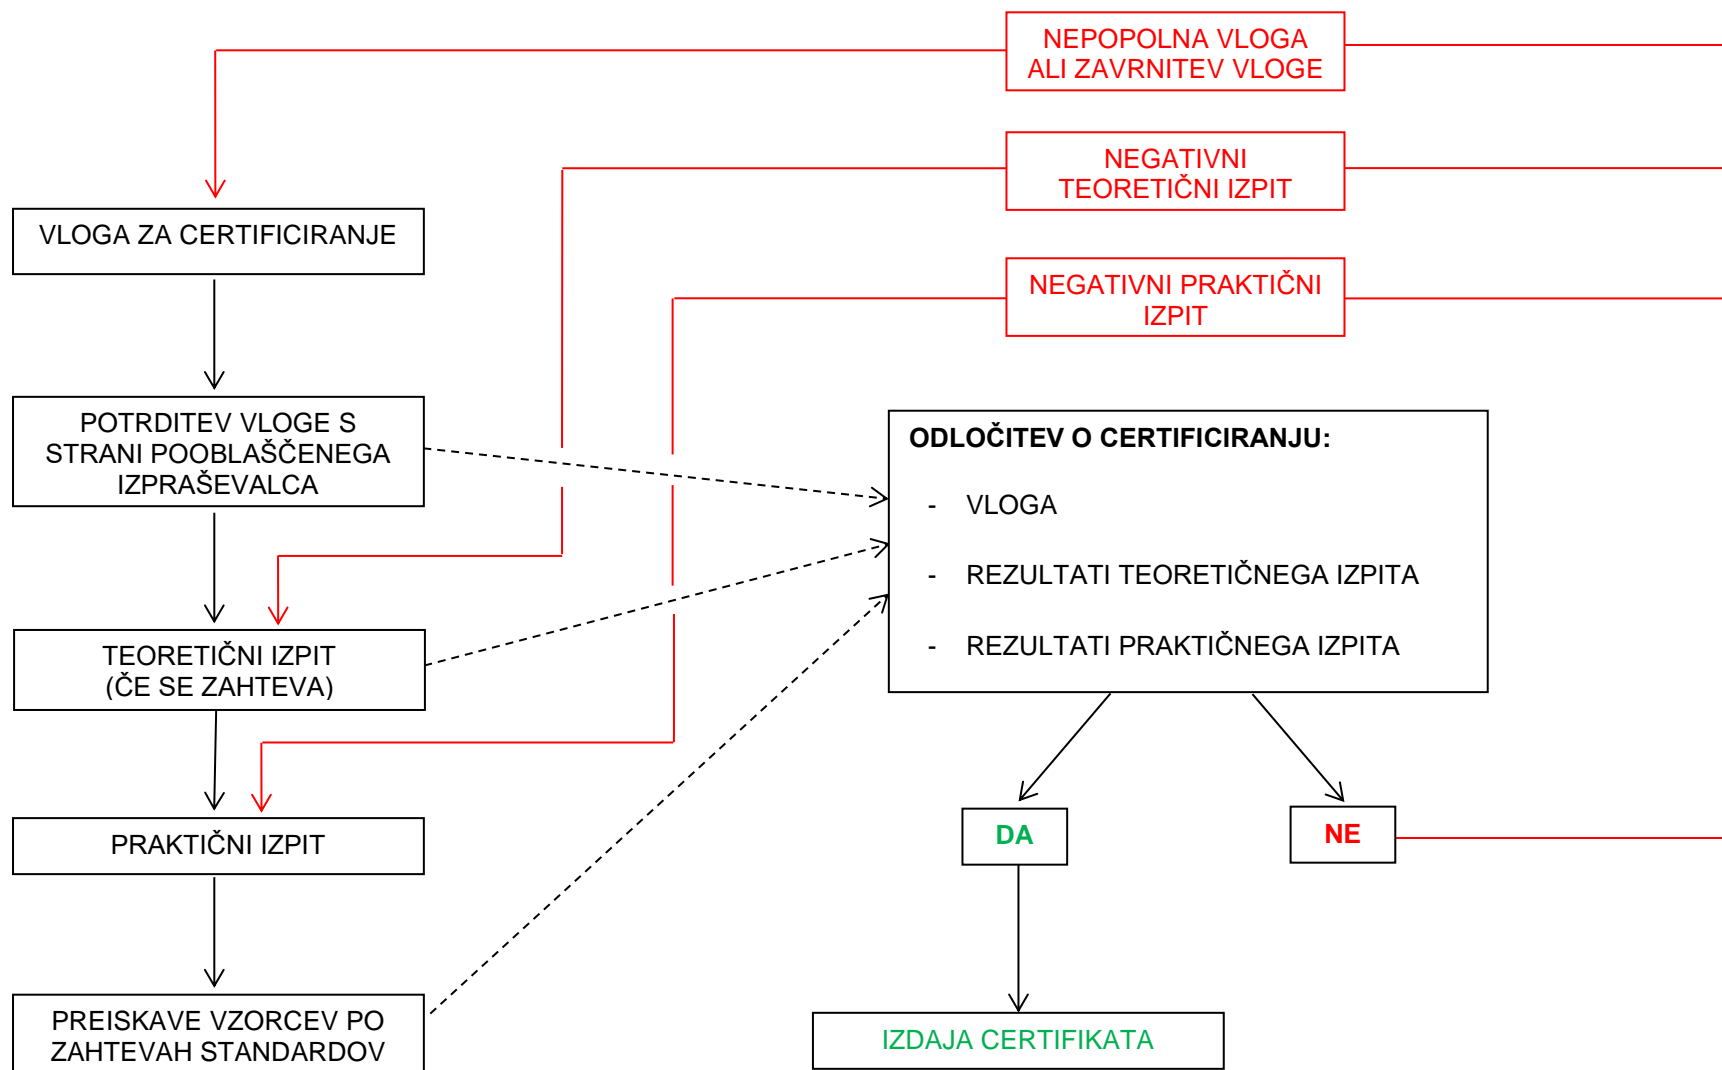 NEPOPOLNA VLOGA
ALI ZAVRNITEV VLOGE
NEGATIVNI
TEORETIČNI IZPIT
NEGATIVNI PRAKTIČNI
IZPIT
VLOGA ZA CERTIFICIRANJE
POTRDITEV VLOGE S
STRANI POOBLAŠČENEGA
IZPRAŠEVALCA
TEORETIČNI IZPIT
(ČE SE ZAHTEVA)
PRAKTIČNI IZPIT
PREISKAVE VZORCEV PO
ZAHTEVAH STANDARDOV
ODLOČITEV O CERTIFICIRANJU:
- VLOGA
- REZULTATI TEORETIČNEGA IZPITA
- REZULTATI PRAKTIČNEGA IZPITA
DA
NE
IZDAJA CERTIFIKATA